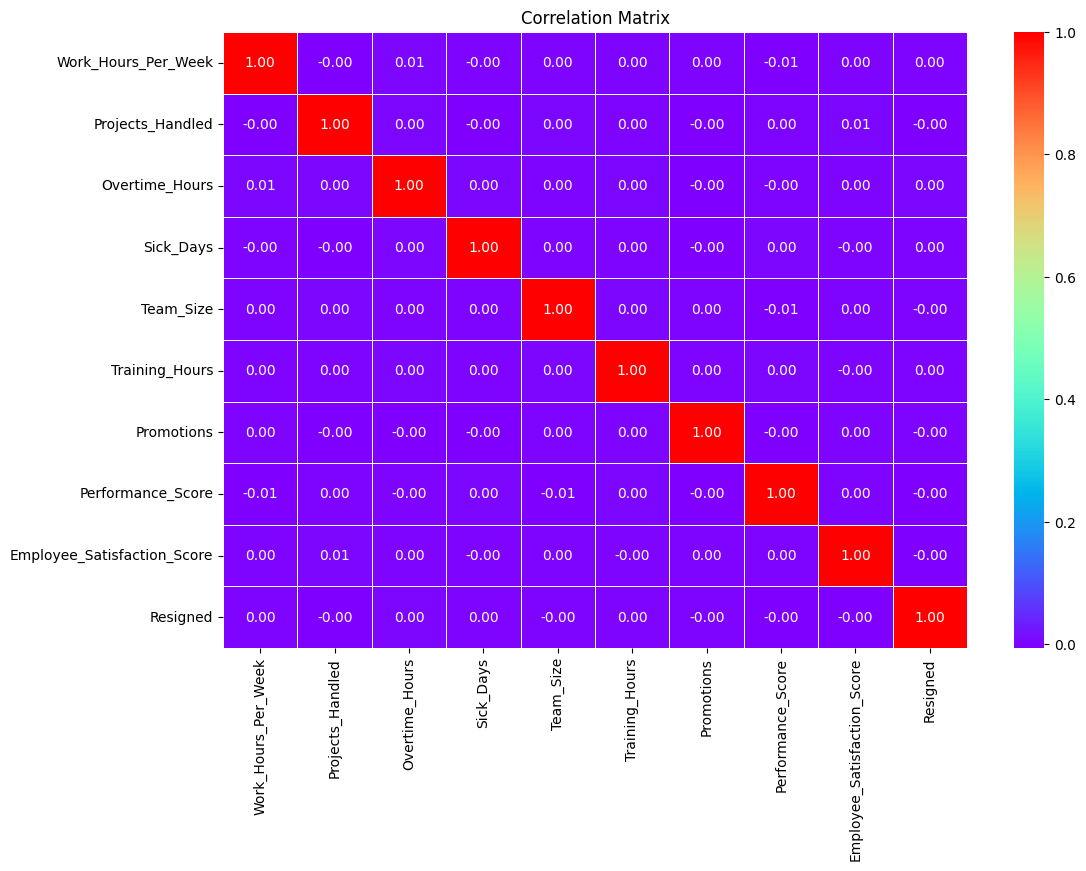 Correlation Matrix
Work_Hours_Per_Week 1.00 -0.00 0.01 -0.00 0.00 0.00 0.00 -0.01 0.00 0.00
Projects_Handled -0.00 1.00 0.00 -0.00 0.00 0.00 -0.00 0.00 0.01 -0.00
Overtime_Hours 0.01 0.00 1.00 0.00 0.00 0.00 -0.00 -0.00 0.00 0.00
Sick_Days -0.00 -0.00 0.00 1.00 0.00 0.00 -0.00 0.00 -0.00 0.00
Team_Size 0.00 0.00 0.00 0.00 1.00 0.00 0.00 -0.01 0.00 -0.00
Training_Hours 0.00 0.00 0.00 0.00 0.00 1.00 0.00 0.00 -0.00 0.00
Promotions 0.00 -0.00 -0.00 -0.00 0.00 0.00 1.00 -0.00 0.00 -0.00
Performance_Score -0.01 0.00 -0.00 0.00 -0.01 0.00 -0.00 1.00 0.00 -0.00
Employee_Satisfaction_Score 0.00 0.01 0.00 -0.00 0.00 -0.00 0.00 0.00 1.00 -0.00
Resigned 0.00 -0.00 0.00 0.00 -0.00 0.00 -0.00 -0.00 -0.00 1.00
Work_Hours_Per_Week
Projects_Handled
Overtime_Hours
Sick_Days
Team_Size
Training_Hours
Promotions
Performance_Score
Employee_Satisfaction_Score
Resigned
1.0
0.8
0.6
0.4
0.2
0.0